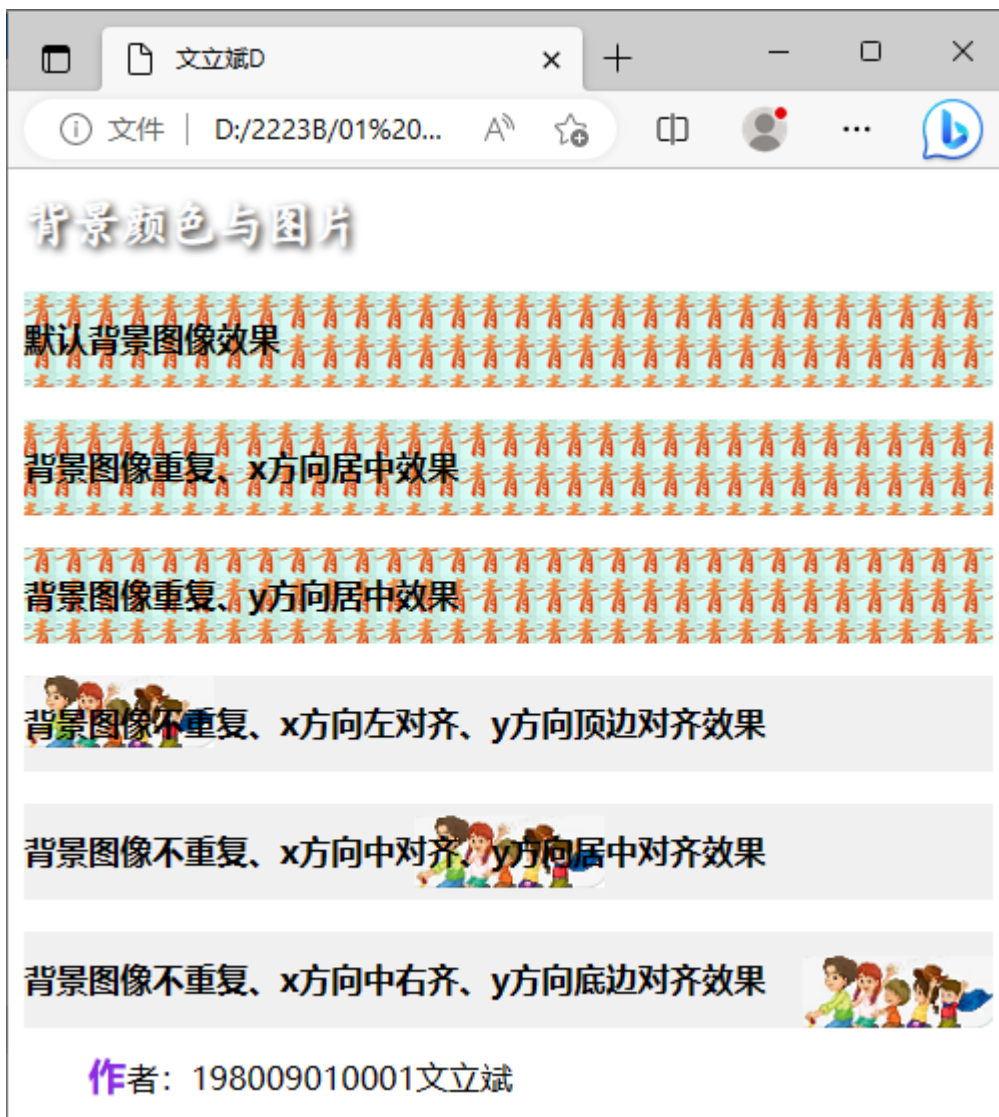 文立斌D
文件 D:/2223B/01%20...
背景颜色与图片
默认背景图像效果
背景图像重复、x方向居中效果
背景图像重复、y方向居中效果
背景图像不重复、x方向左对齐、y方向顶边对齐效果
背景图像不重复、x方向中对齐、y方向居中对齐效果
背景图像不重复、x方向中右齐、y方向底边对齐效果
作者：198009010001文立斌